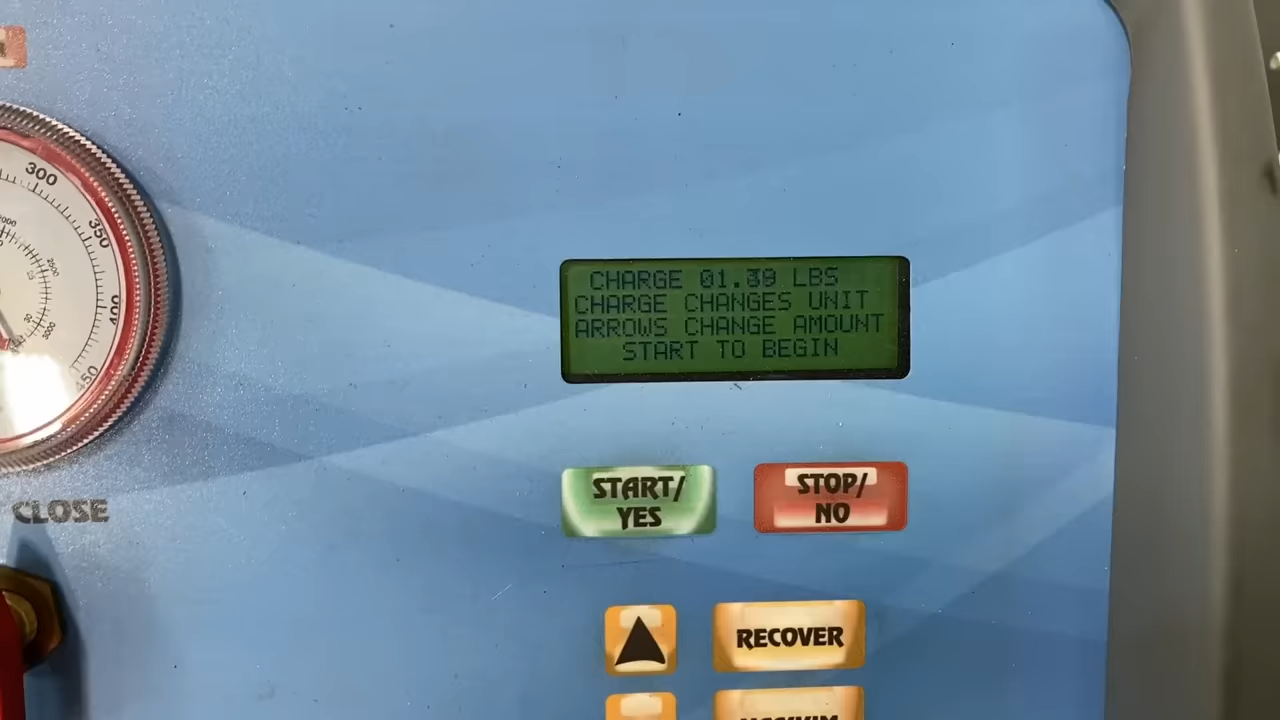 300
350
400
450
CHARGE 01.39 LBS
CHARGE CHANGES UNIT
ARROWS CHANGE AMOUNT
START TO BEGIN
CLOSE
START/
YES
STOP/
NO
RECOVER